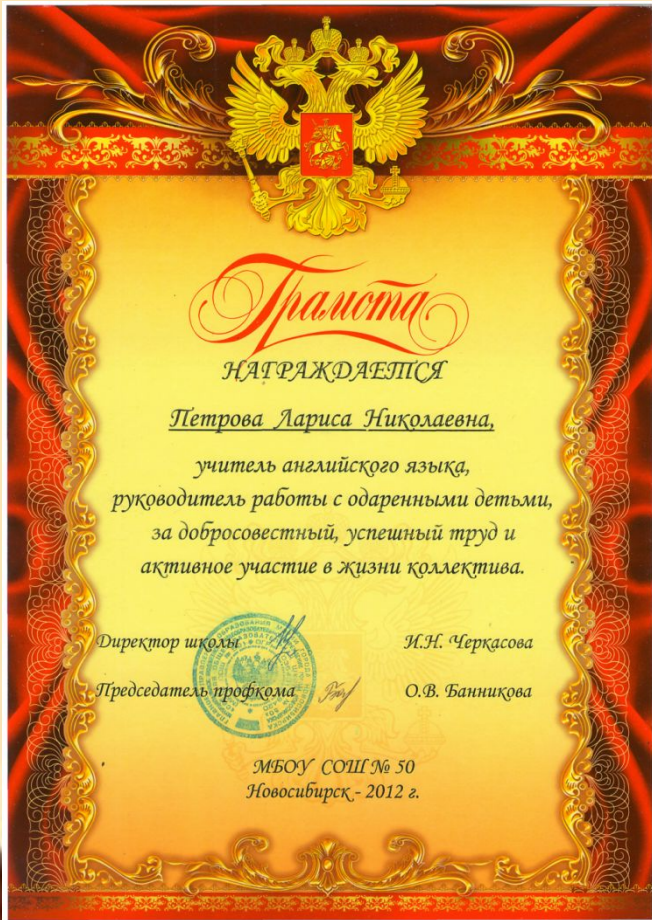 Грамота
НАГРАЖДАЕТСЯ
Петрова Лариса Николаевна,
учитель английского языка,
руководитель работы с одаренными детьми,
за добросовестный, успешный труд и
активное участие в жизни коллектива.
Директор школы И.Н. Черкасова
Председатель профкома О.В. Банникова
МБОУ СОШ № 50
Новосибирск - 2012 г.